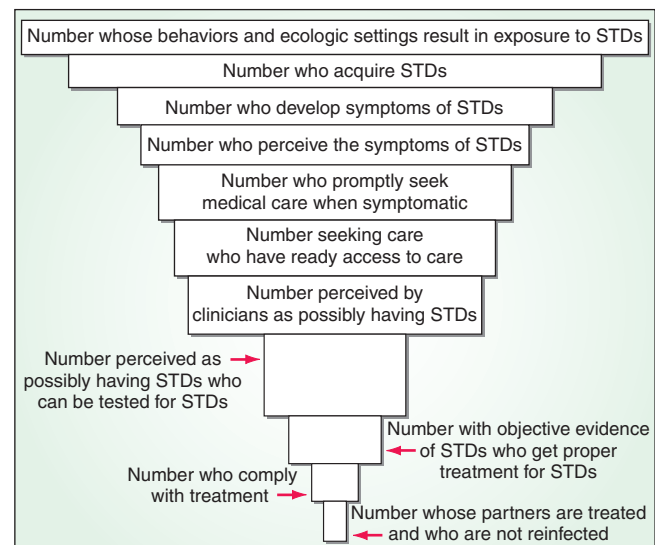 Number whose behaviors and ecologic settings result in exposure to STDs
Number who acquire STDs
Number who develop symptoms of STDs
Number who perceive the symptoms of STDs
Number who promptly seek
medical care when symptomatic
Number seeking care
who have ready access to care
Number perceived by
clinicians as possibly having STDs
Number perceived as
possibly having STDs who
can be tested for STDs
Number with objective evidence
of STDs who get proper
treatment for STDs
Number who comply
with treatment
Number whose partners are treated
and who are not reinfected